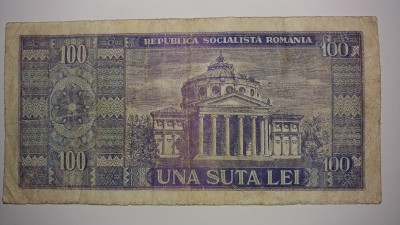 100 REPUBLICA SOCIALISTA ROMANIA 100
100 UNA SUTA LEI 100